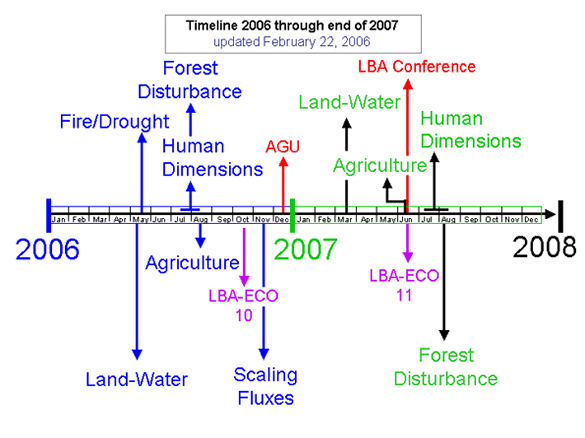 Timeline 2006 through end of 2007
updated February 22, 2006
LBA Conference
Forest
Disturbance
Land-Water
Fire/Drought
Human
Dimensions
Human
Dimensions
AGU
Agriculture
Jan Feb Mar Apr May Jun Jul Aug Sep Oct Nov Dec Jan Feb Mar Apr May Jun Jul Aug Sep Oct Nov Dec
2006
2007
2008
Agriculture
LBA-ECO
10
LBA-ECO
11
Land-Water
Scaling
Fluxes
Forest
Disturbance